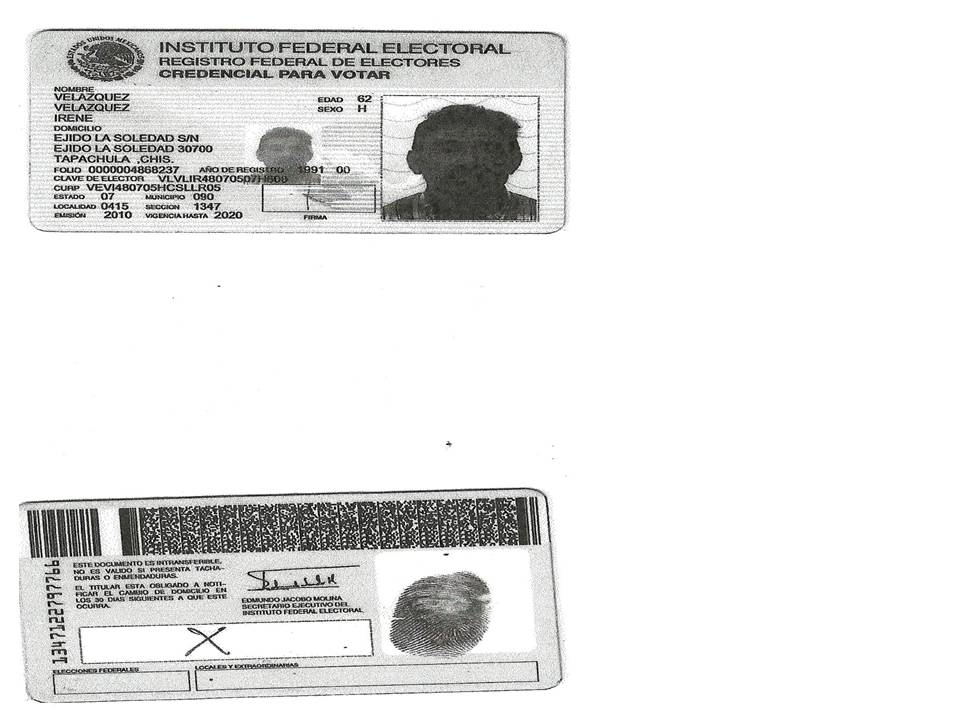 ESTADOS UNIDOS MEXICANOS
INSTITUTO FEDERAL ELECTORAL
REGISTRO FEDERAL DE ELECTORES
CREDENCIAL PARA VOTAR
NOMBRE
VELAZQUEZ
VELAZQUEZ
IRENE
EDAD 62
SEXO H
DOMICILIO
EJIDO LA SOLEDAD S/N
EJIDO LA SOLEDAD 30700
TAPACHULA ,CHIS.
FOLIO 0000004868237 AÑO DE REGISTRO 1991 00
CLAVE DE ELECTOR VLVLIR48070507H600
CURP VEVI480705HCSLLR05
ESTADO 07 MUNICIPIO 090
LOCALIDAD 0415 SECCION 1347
EMISIÓN 2010 VIGENCIA HASTA 2020
FIRMA
ESTE DOCUMENTO ES INTRANSFERIBLE,
NO ES VALIDO SI PRESENTA TACHA-
DURAS O ENMENDADURAS.
EL TITULAR ESTA OBLIGADO A NOTI-
FICAR EL CAMBIO DE DOMICILIO EN
LOS 30 DIAS SIGUIENTES A QUE ESTE
OCURRA.
EDMUNDO JACOBO MOLINA
SECRETARIO EJECUTIVO DEL
INSTITUTO FEDERAL ELECTORAL
1347122797766
ELECCIONES FEDERALES
LOCALES Y EXTRAORDINARIAS